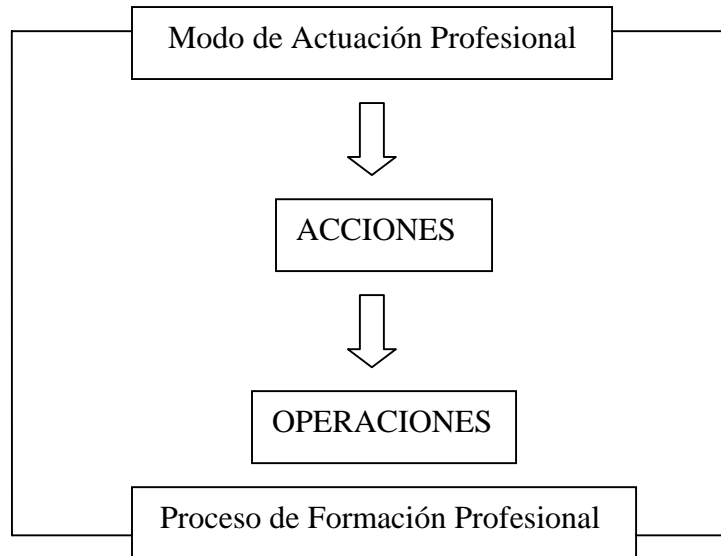 Modo de Actuación Profesional
ACCIONES
OPERACIONES
Proceso de Formación Profesional